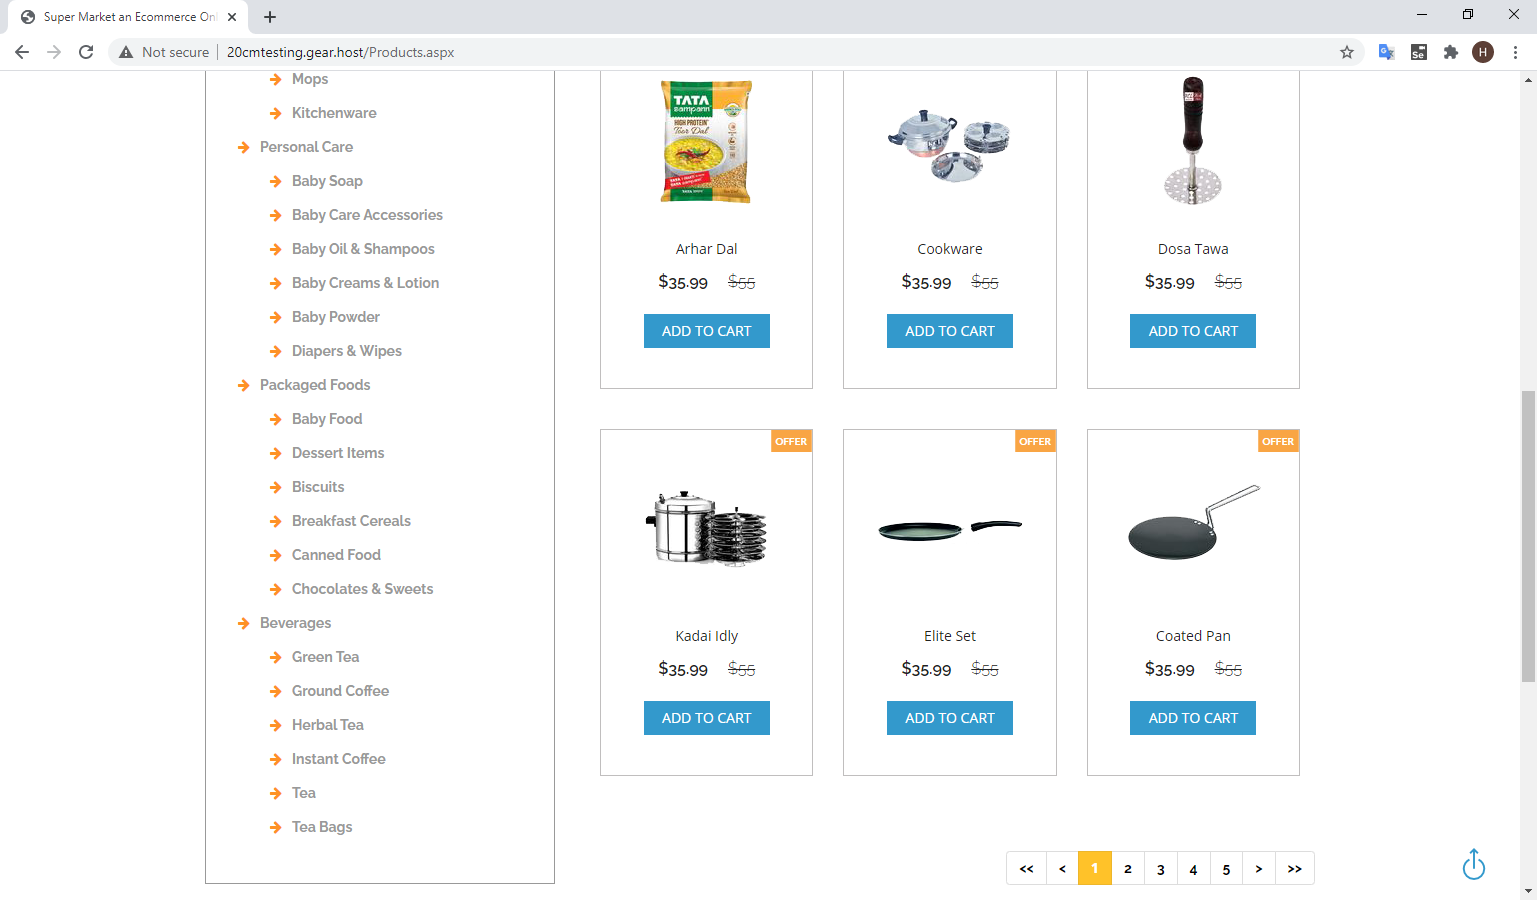 Super Market an Ecommerce Onl
Not secure
20cmtesting.gear.host/Products.aspx
Se
H
Mops
Kitchenware
Personal Care
Baby Soap
Baby Care Accessories
Baby Oil & Shampoos
Baby Creams & Lotion
Baby Powder
Diapers & Wipes
Packaged Foods
Baby Food
Dessert Items
Biscuits
Breakfast Cereals
Canned Food
Chocolates & Sweets
Beverages
Green Tea
Ground Coffee
Herbal Tea
Instant Coffee
Tea
Tea Bags
TATA
sampann
HIGH PROTEIN
Toor Dal
Arhar Dal
$35.99 $55
ADD TO CART
Cookware
$35.99 $55
ADD TO CART
Dosa Tawa
$35.99 $55
ADD TO CART
OFFER
Kadai Idly
$35.99 $55
ADD TO CART
OFFER
Elite Set
$35.99 $55
ADD TO CART
OFFER
Coated Pan
$35.99 $55
ADD TO CART
<< < 1 2 3 4 5 > >>